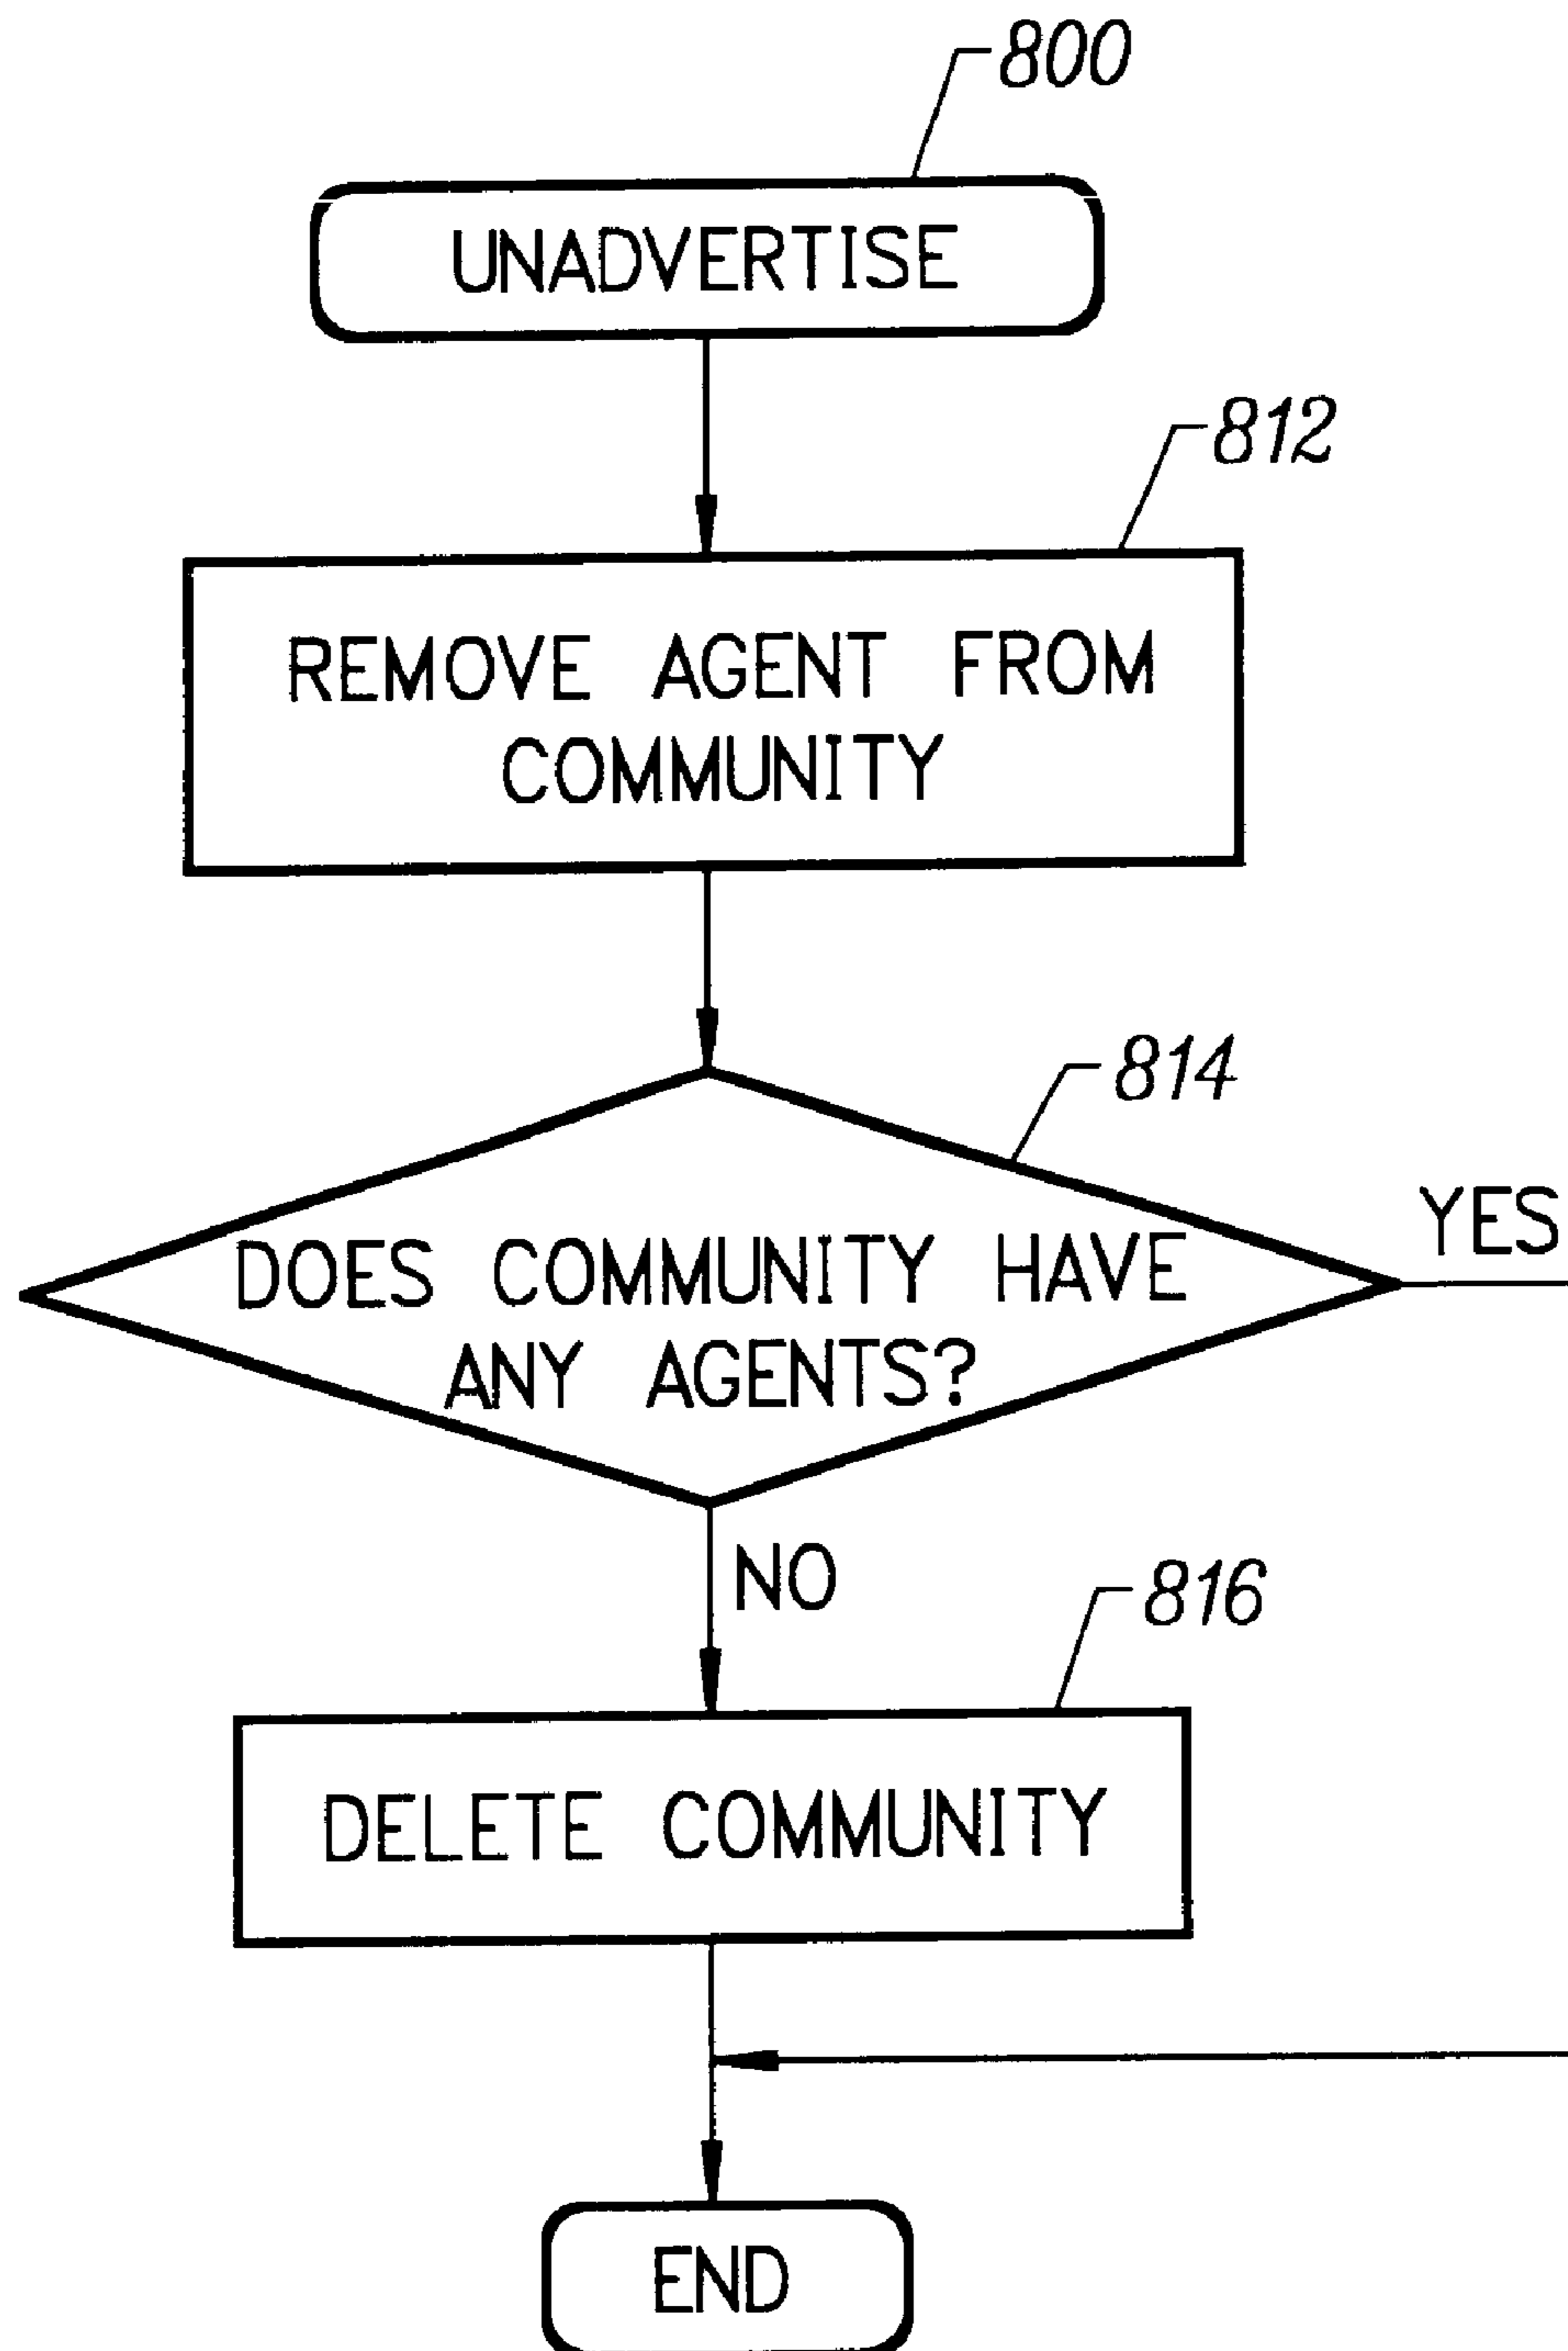 800
UNADVERTISE
812
REMOVE AGENT FROM
COMMUNITY
814
YES
DOES COMMUNITY HAVE
ANY AGENTS?
NO
816
DELETE COMMUNITY
END